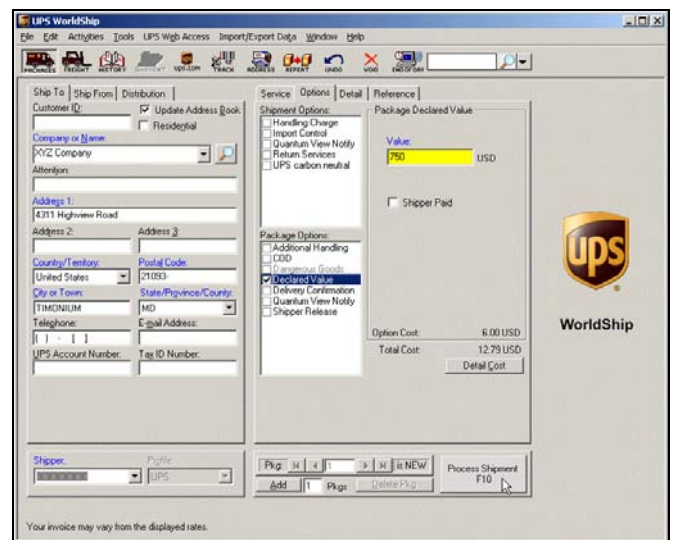 UPS WorldShip
File Edit Activities Tools UPS Web Access Import/Export Data Window Help
PACKAGES FREIGHT HISTORY SHIPMENT UPS.COM TRACK ADDRESS REPEAT UNDO VOID END OF DAY
Ship To Ship From Distribution
Customer ID:
Update Address Book
Residential
Company or Name:
XYZ Company
Attention:
Address 1:
4311 Highview Road
Address 2: Address 3:
Country/Territory: Postal Code:
United States 21093-
City or Town: State/Province/County:
TIMONIUM MD
Telephone: E-mail Address:
( ) - [ ]
UPS Account Number: Tax ID Number:
Shipper: Profile
UPS
Service Options Detail Reference
Shipment Options:
Handling Charge
Import Control
Quantum View Notify
Return Services
UPS carbon neutral
Package Options:
Additional Handling
COD
Dangerous Goods
Declared Value
Delivery Confirmation
Quantum View Notify
Shipper Release
Package Declared Value
Value:
750 USD
Shipper Paid
Option Cost: 6.00 USD
Total Cost: 12.79 USD
Detail Cost
Pkg: 1 is NEW
Add 1 Pkgs Delete Pkg
Process Shipment
F10
ups
WorldShip
Your invoice may vary from the displayed rates.